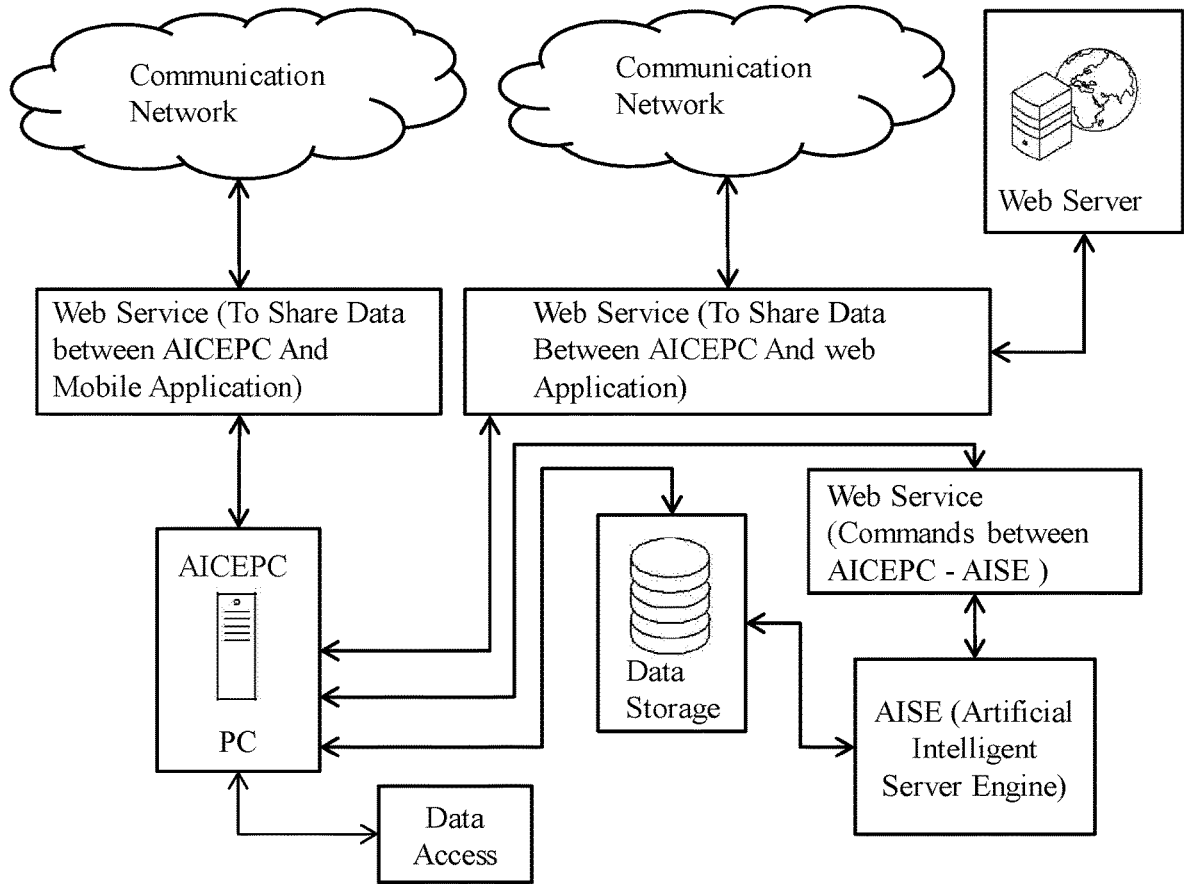 Communication
Network
Communication
Network
Web Server
Web Service (To Share Data
between AICEPC And
Mobile Application)
Web Service (To Share Data
Between AICEPC And web
Application)
AICEPC
PC
Data
Storage
Web Service
(Commands between
AICEPC - AISE )
AISE (Artificial
Intelligent
Server Engine)
Data
Access